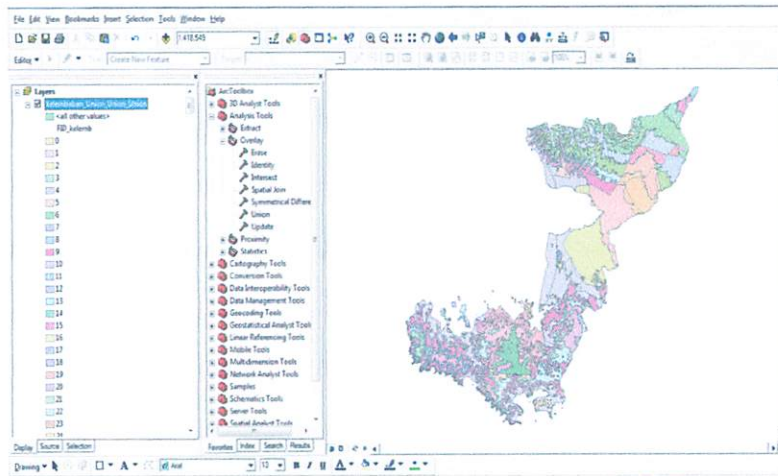 File Edit View Bookmarks Insert Selection Tools Window Help
1:418.545
Editor
Create New Feature
100%
Layers
kelembaban_Union_Union_Union
<all other values>
FID_kelemb
0
1
2
3
4
5
6
7
8
9
10
11
12
13
14
15
16
17
18
19
20
21
22
23
Display Source Selection
ArcToolbox
3D Analyst Tools
Analysis Tools
Extract
Overlay
Erase
Identity
Intersect
Spatial Join
Symmetrical Differe
Union
Update
Proximity
Statistics
Cartography Tools
Conversion Tools
Data Interoperability Tools
Data Management Tools
Geocoding Tools
Geostatistical Analyst Tools
Linear Referencing Tools
Mobile Tools
Multidimension Tools
Network Analyst Tools
Samples
Schematics Tools
Server Tools
Spatial Analyst Tools
Favorites Index Search Results
Drawing
A
Arial
10
B I U
A